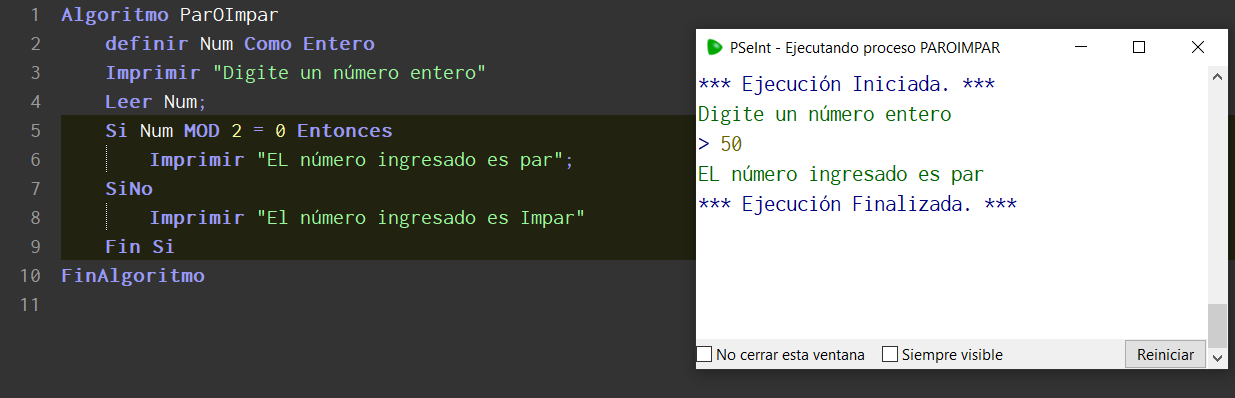 1 Algoritmo ParOImpar
2 definir Num Como Entero
3 Imprimir "Digite un número entero"
4 Leer Num;
5 Si Num MOD 2 = 0 Entonces
6 Imprimir "EL número ingresado es par";
7 SiNo
8 Imprimir "El número ingresado es Impar"
9 Fin Si
10 FinAlgoritmo
11
PSeInt - Ejecutando proceso PAROIMPAR
*** Ejecución Iniciada. ***
Digite un número entero
> 50
EL número ingresado es par
*** Ejecución Finalizada. ***
No cerrar esta ventana Siempre visible Reiniciar